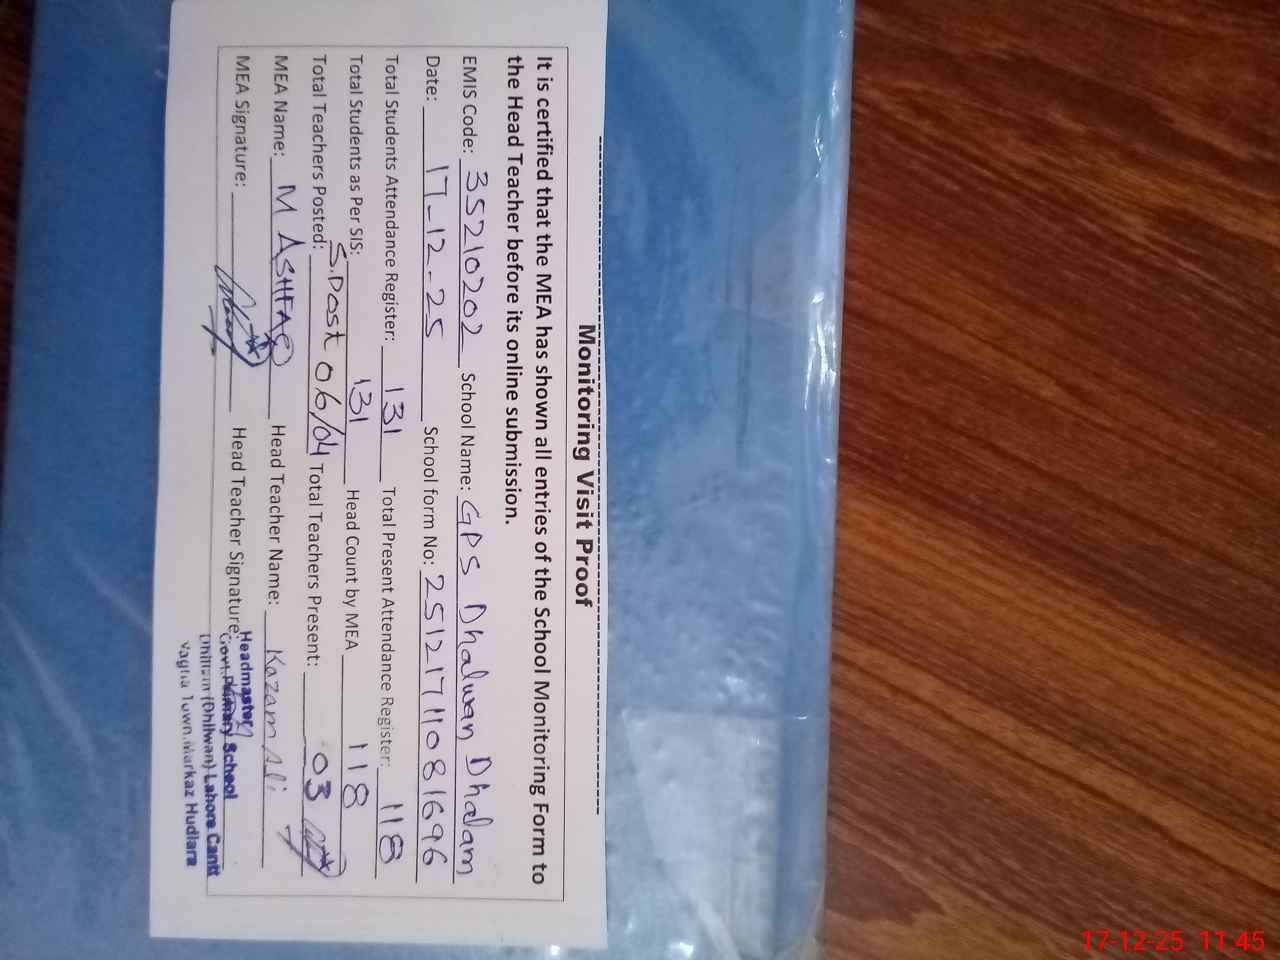 Monitoring Visit Proof
It is certified that the MEA has shown all entries of the School Monitoring Form to
the Head Teacher before its online submission.
EMIS Code: 35210202 School Name: GPS Dhalwan Dhalam
Date: 17-12-25 School form No: 2512171108 1696
Total Students Attendance Register: 131 Total Present Attendance Register: 118
Total Students as Per SIS: 131 Head Count by MEA 118
Total Teachers Posted: S.Post 06/04 Total Teachers Present: 03
MEA Name: M ASHFAQ Head Teacher Name: Kazam Ali
MEA Signature: Head Teacher Signature:
Headmaster
Govt. Primary School
(Dhilwan) Lahore Cantt
Town, Markaz Hudiara
17-12-25 11:45